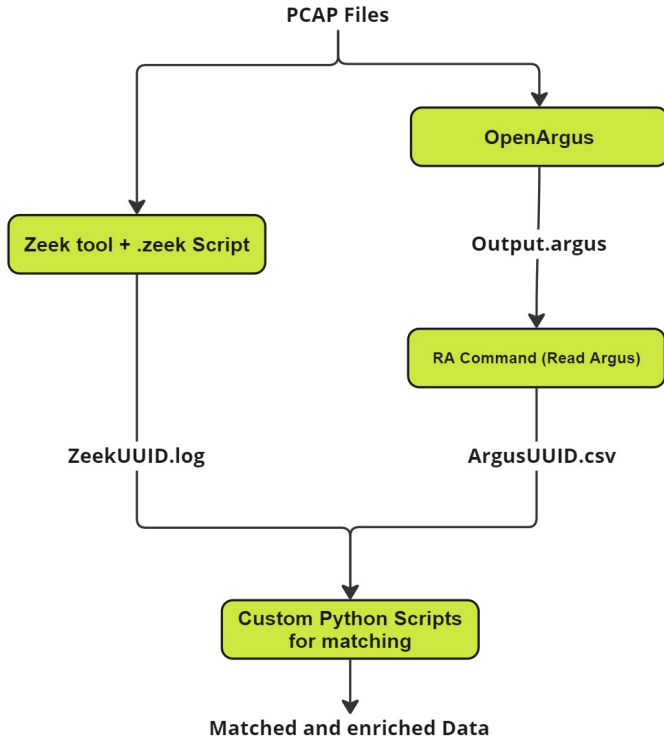 PCAP Files
OpenArgus
Zeek tool + .zeek Script
Output.argus
RA Command (Read Argus)
ZeekUUID.log
ArgusUUID.csv
Custom Python Scripts
for matching
Matched and enriched Data